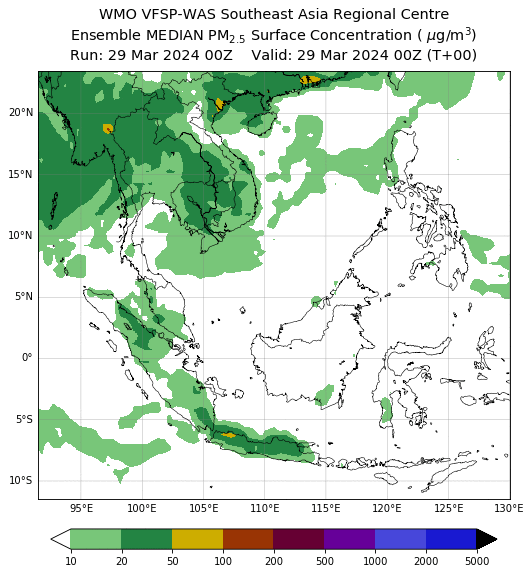 WMO VFSP-WAS Southeast Asia Regional Centre
Ensemble MEDIAN PM2.5 Surface Concentration ( μg/m³)
Run: 29 Mar 2024 00Z    Valid: 29 Mar 2024 00Z (T+00)
20°N
15°N
10°N
5°N
0°
5°S
10°S
95°E 100°E 105°E 110°E 115°E 120°E 125°E 130°E
10 20 50 100 200 500 1000 2000 5000